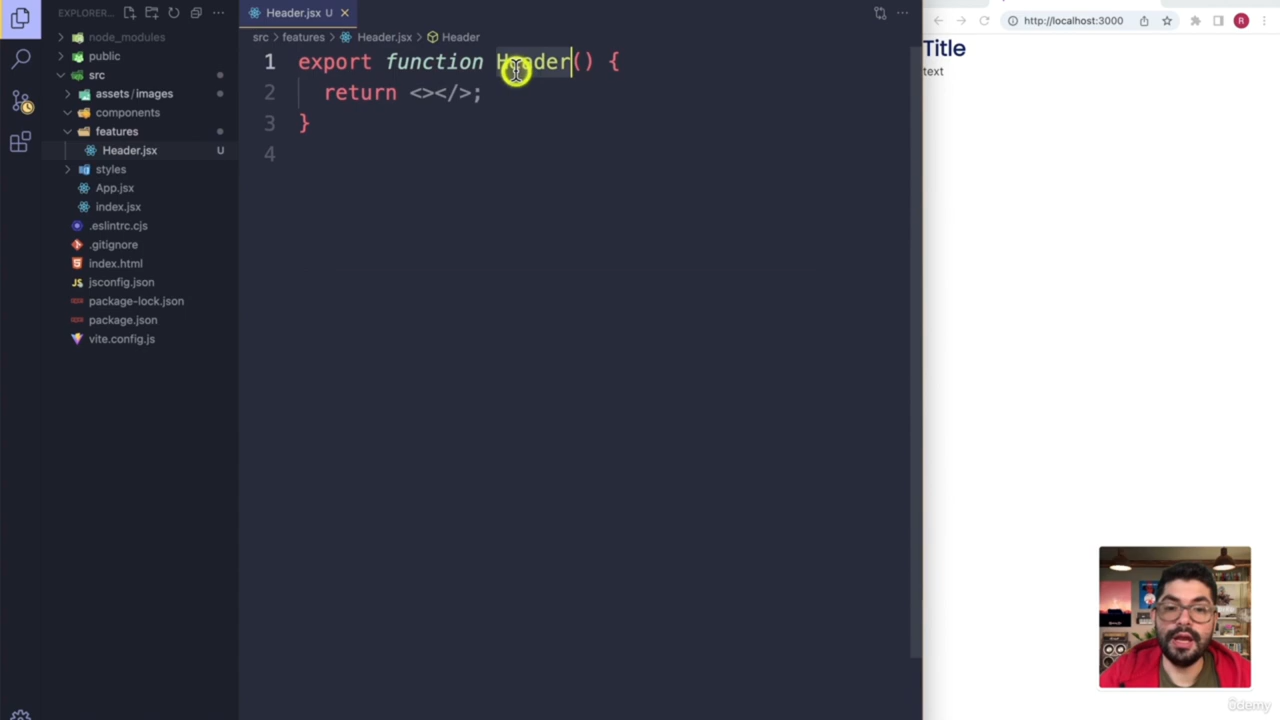 EXPLORER...
node_modules
public
src
assets/images
components
features
Header.jsx U
styles
App.jsx
index.jsx
.eslintrc.cjs
.gitignore
index.html
jsconfig.json
package-lock.json
package.json
vite.config.js
Header.jsx U
src > features > Header.jsx > Header
1 export function Header() {
2 return <></>;
3 }
4
http://localhost:3000
R
Title
text
ûdemy